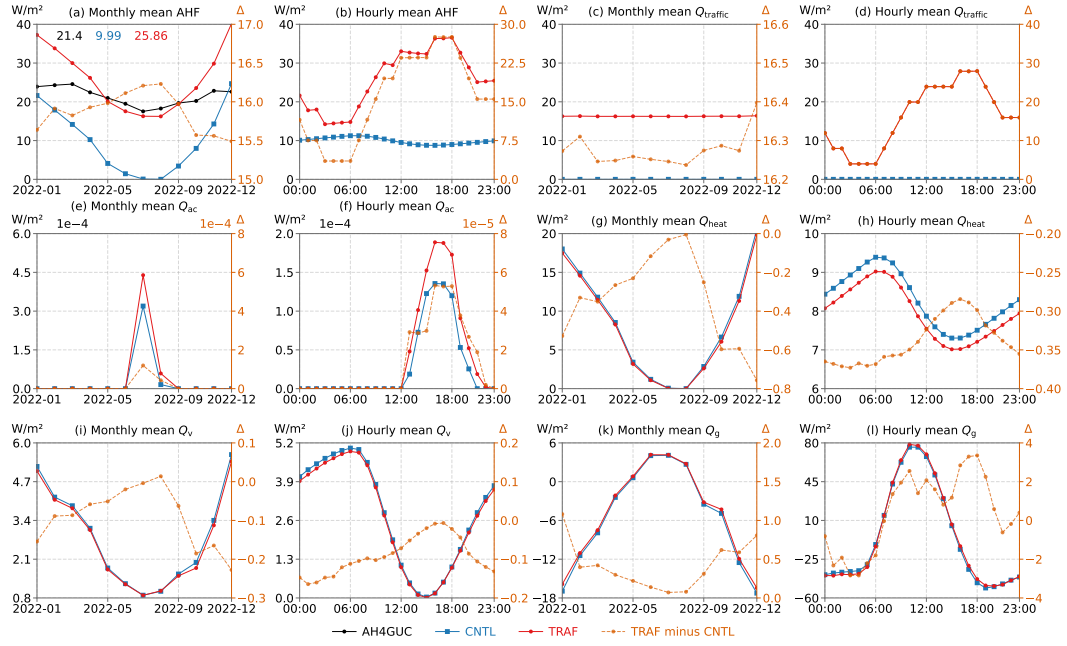 (a) Monthly mean AHF
W/m² Δ
40 17.0
21.4 9.99 25.86
30 16.5
20 16.0
10 15.5
0 15.0
2022-01 2022-05 2022-09 2022-12
(b) Hourly mean AHF
W/m² Δ
40 30.0
30 22.5
20 15.0
10 7.5
0 0.0
00:00 06:00 12:00 18:00 23:00
(c) Monthly mean Qtraffic
W/m² Δ
40 16.6
30 16.5
20 16.4
10 16.3
0 16.2
2022-01 2022-05 2022-09 2022-12
(d) Hourly mean Qtraffic
W/m² Δ
40 40
30 30
20 20
10 10
0 0
00:00 06:00 12:00 18:00 23:00
(e) Monthly mean Qac
W/m² 1e−4 1e−4 Δ
6.0 8
4.5 6
3.0 4
1.5 2
0.0 0
2022-01 2022-05 2022-09 2022-12
(f) Hourly mean Qac
W/m² 1e−4 1e−5 Δ
2.0 8
1.5 6
1.0 4
0.5 2
0.0 0
00:00 06:00 12:00 18:00 23:00
(g) Monthly mean Qheat
W/m² Δ
20 0.0
15 −0.2
10 −0.4
5 −0.6
0 −0.8
2022-01 2022-05 2022-09 2022-12
(h) Hourly mean Qheat
W/m² Δ
10 −0.20
9 −0.25
8 −0.30
7 −0.35
6 −0.40
00:00 06:00 12:00 18:00 23:00
(i) Monthly mean Qv
W/m² Δ
6.0 0.1
4.7 0.0
3.4 −0.1
2.1 −0.2
0.8 −0.3
2022-01 2022-05 2022-09 2022-12
(j) Hourly mean Qv
W/m² Δ
5.2 0.2
3.9 0.1
2.6 0.0
1.3 −0.1
0.0 −0.2
00:00 06:00 12:00 18:00 23:00
(k) Monthly mean Qg
W/m² Δ
6 2.0
0 1.5
−6 1.0
−12 0.5
−18 0.0
2022-01 2022-05 2022-09 2022-12
(l) Hourly mean Qg
W/m² Δ
80 4
45 2
10 0
−25 −2
−60 −4
00:00 06:00 12:00 18:00 23:00
AH4GUC CNTL TRAF TRAF minus CNTL